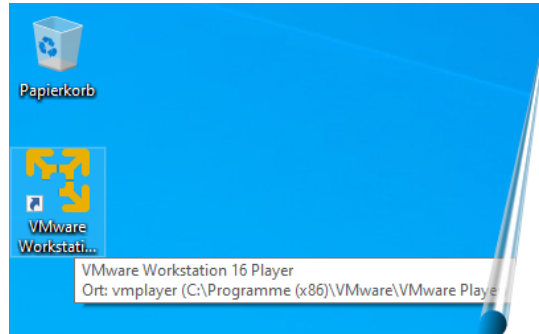 Papierkorb
VMware
Workstati...
VMware Workstation 16 Player
Ort: vmplayer (C:\Programme (x86)\VMware\VMware Playe